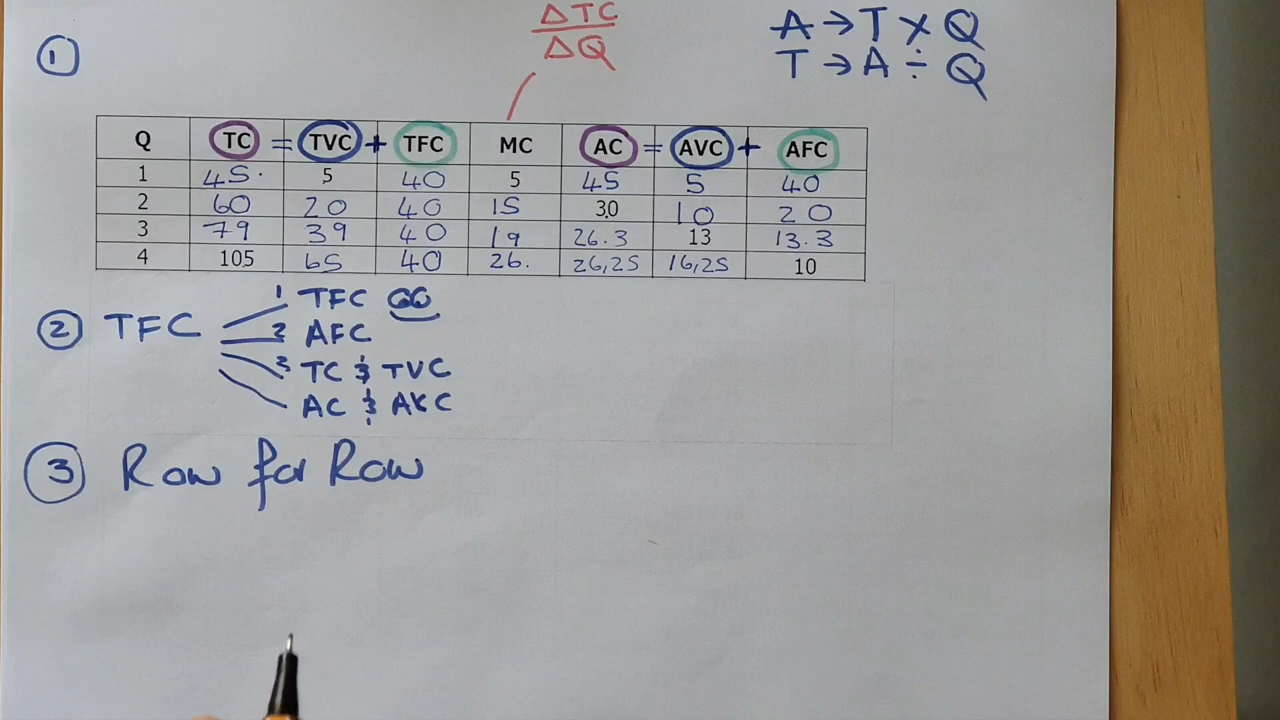 ①
ΔTC
ΔQ
A → T × Q
T → A ÷ Q
Q TC = TVC + TFC MC AC = AVC + AFC
1 45. 5 40 5 45 5 40
2 60 20 40 15 30 10 20
3 79 39 40 19 26.3 13 13.3
4 105 65 40 26. 26,25 16,25 10
② TFC
1 TFC
2 AFC
3 TC & TVC
AC & AVC
③ Row for Row